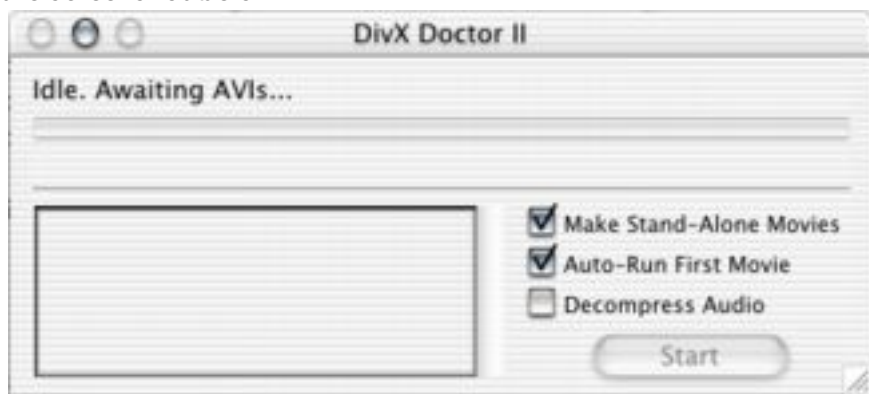 DivX Doctor II
Idle. Awaiting AVIs...
Make Stand-Alone Movies
Auto-Run First Movie
Decompress Audio
Start